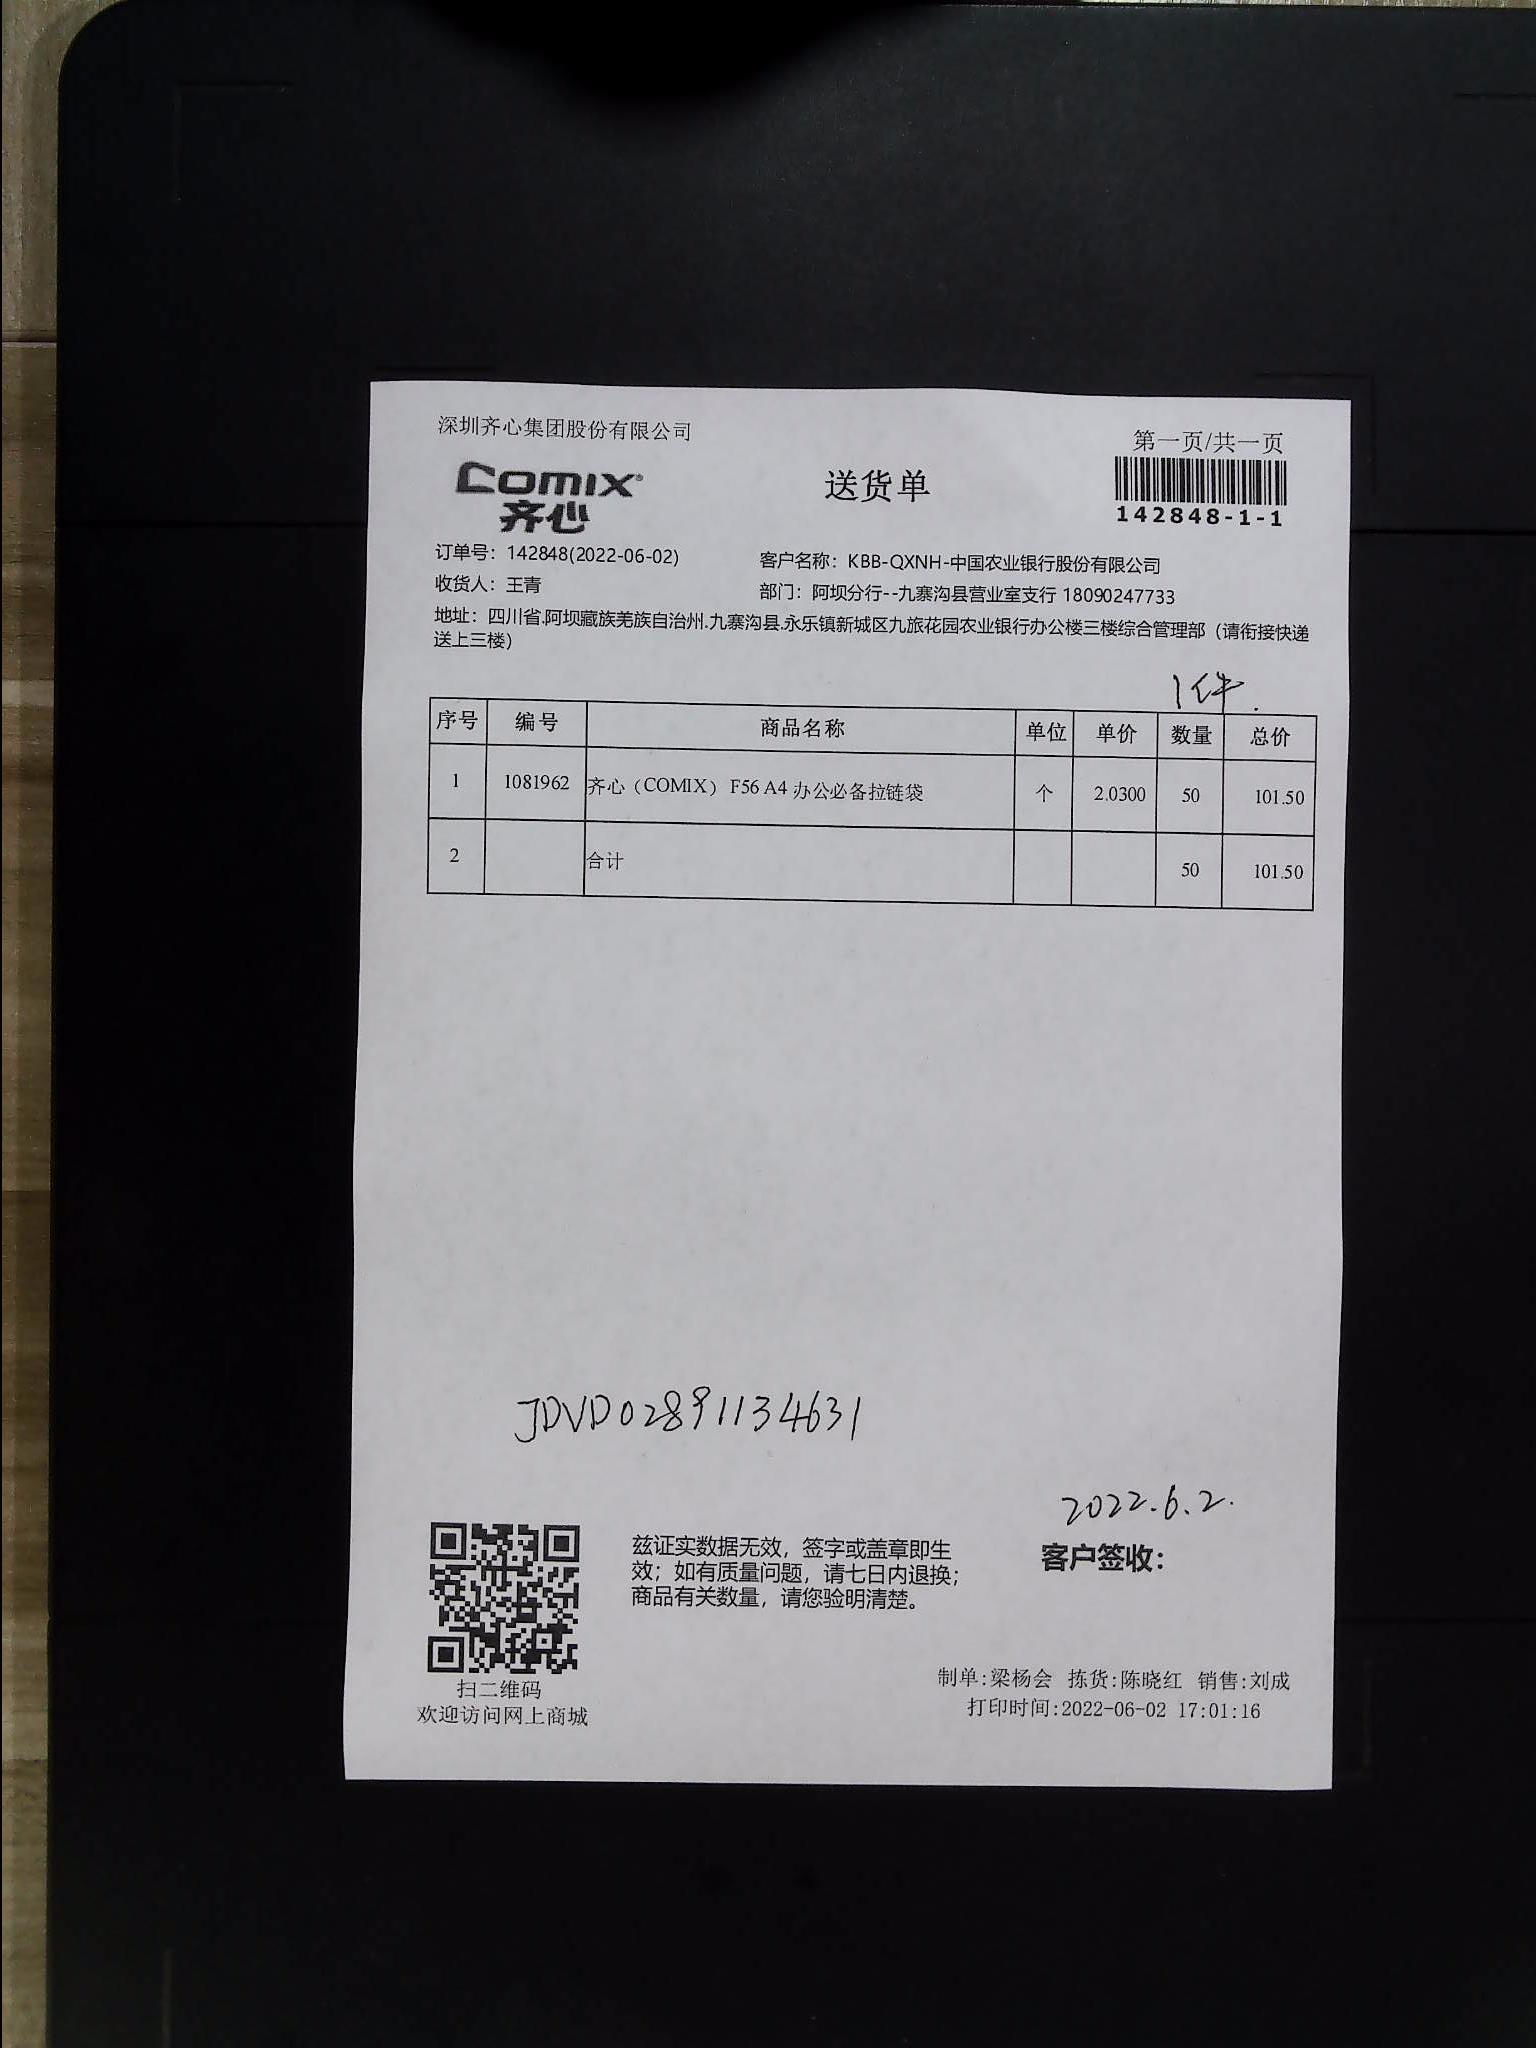 深圳齐心集团股份有限公司
第一页/共一页
COMIX®
齐心
送货单
142848-1-1
订单号：142848(2022-06-02)
客户名称：KBB-QXNH-中国农业银行股份有限公司
收货人：王青
部门：阿坝分行--九寨沟县营业室支行 18090247733
地址：四川省.阿坝藏族羌族自治州.九寨沟县.永乐镇新城区九旅花园农业银行办公楼三楼综合管理部（请衔接快递
送上三楼）
1件.
序号 编号 商品名称 单位 单价 数量 总价
1 1081962 齐心（COMIX） F56 A4 办公必备拉链袋 个 2.0300 50 101.50
2 合计 50 101.50
JDVD02891134631
2022.6.2.
兹证实数据无效，签字或盖章即生
效；如有质量问题，请七日内退换；
商品有关数量，请您验明清楚。
客户签收：
扫二维码
欢迎访问网上商城
制单:梁杨会 拣货:陈晓红 销售:刘成
打印时间:2022-06-02 17:01:16